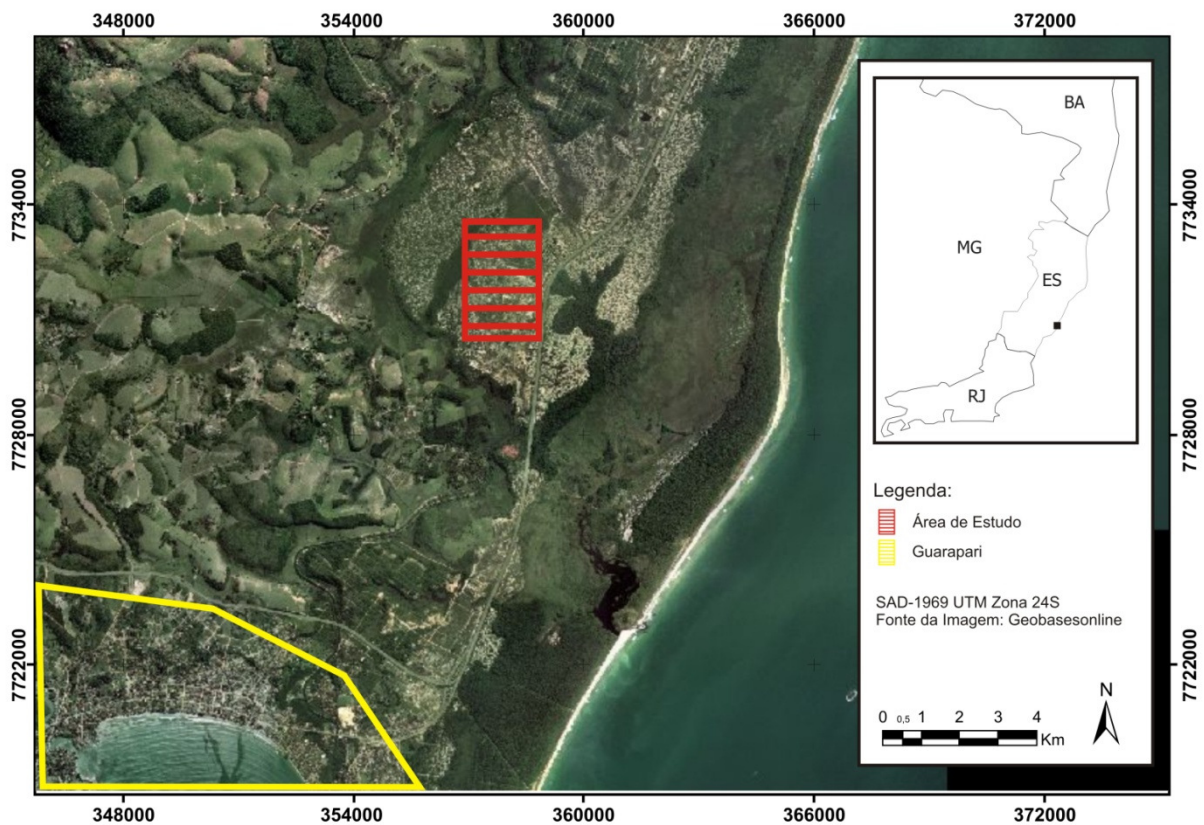 348000 354000 360000 366000 372000
7734000
7728000
7722000
BA
MG
ES
RJ
Legenda:
Área de Estudo
Guarapari
SAD-1969 UTM Zona 24S
Fonte da Imagem: Geobasesonline
N
0 0,5 1 2 3 4
Km
7734000
7728000
7722000
348000 354000 360000 366000 372000